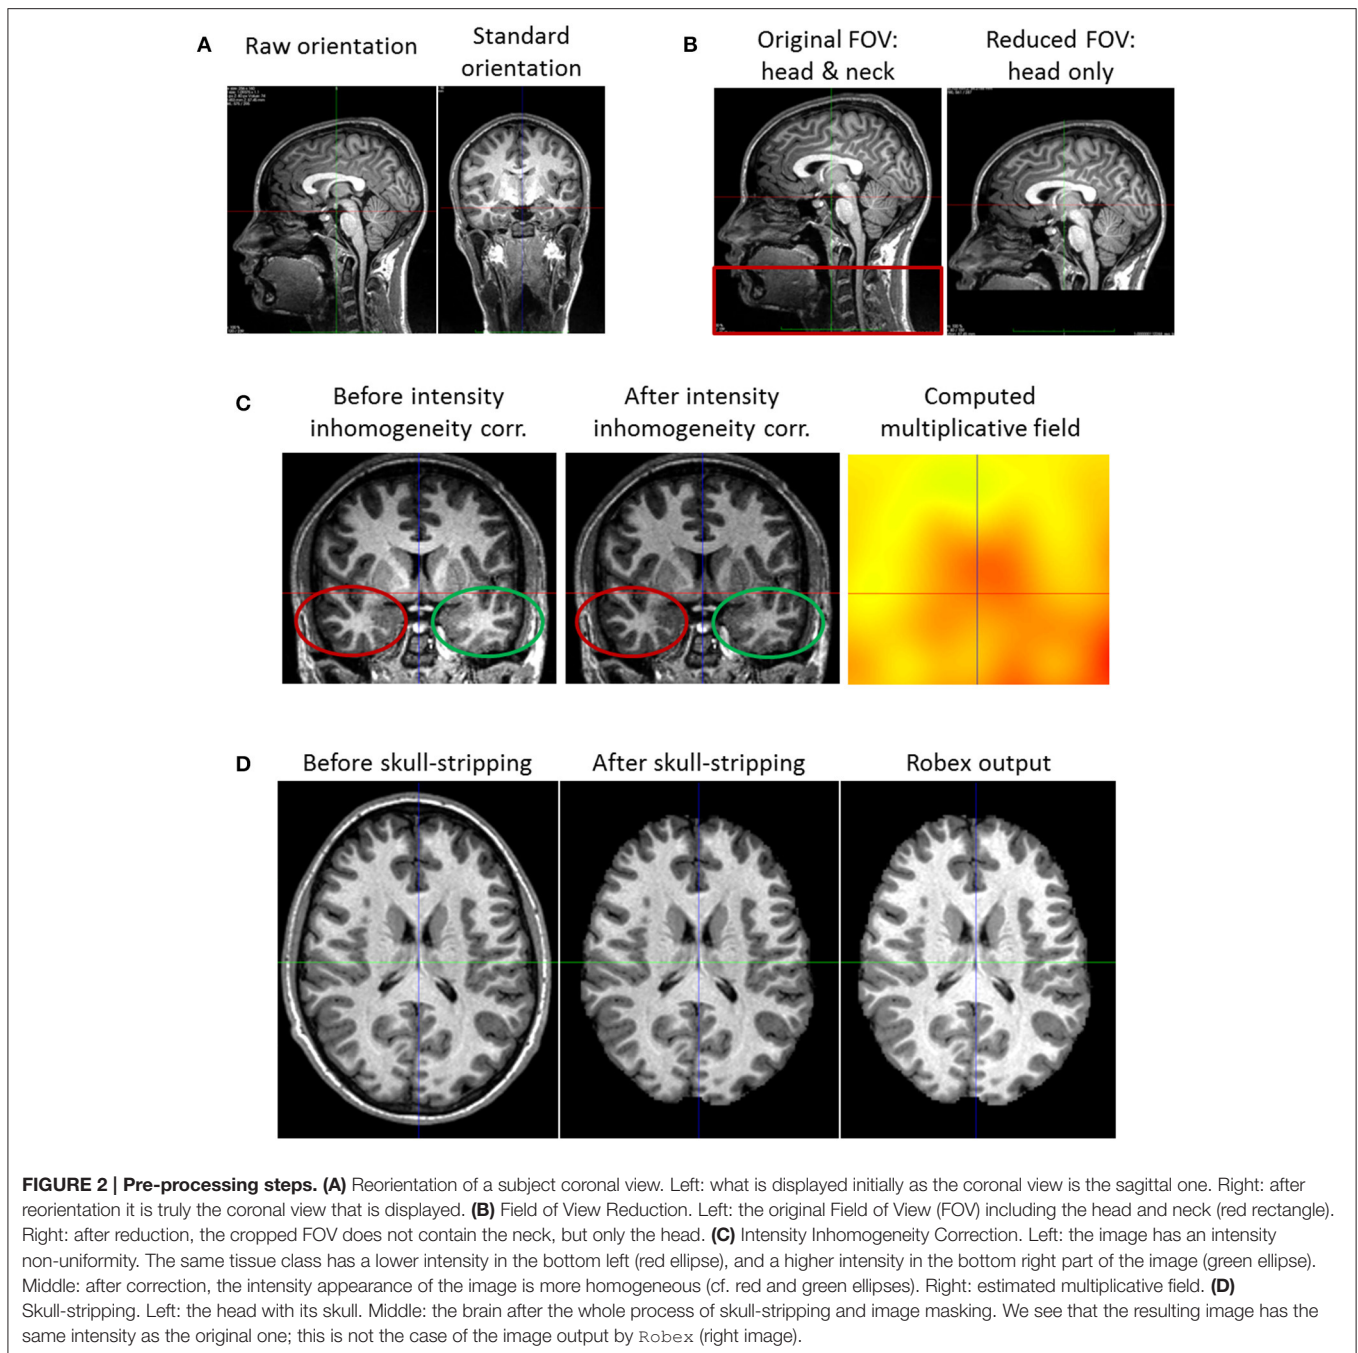 A
Raw orientation
Standard
orientation
B
Original FOV:
head & neck
Reduced FOV:
head only
C
Before intensity
inhomogeneity corr.
After intensity
inhomogeneity corr.
Computed
multiplicative field
D
Before skull-stripping
After skull-stripping
Robex output
FIGURE 2 | Pre-processing steps. (A) Reorientation of a subject coronal view. Left: what is displayed initially as the coronal view is the sagittal one. Right: after
reorientation it is truly the coronal view that is displayed. (B) Field of View Reduction. Left: the original Field of View (FOV) including the head and neck (red rectangle).
Right: after reduction, the cropped FOV does not contain the neck, but only the head. (C) Intensity Inhomogeneity Correction. Left: the image has an intensity
non-uniformity. The same tissue class has a lower intensity in the bottom left (red ellipse), and a higher intensity in the bottom right part of the image (green ellipse).
Middle: after correction, the intensity appearance of the image is more homogeneous (cf. red and green ellipses). Right: estimated multiplicative field. (D)
Skull-stripping. Left: the head with its skull. Middle: the brain after the whole process of skull-stripping and image masking. We see that the resulting image has the
same intensity as the original one; this is not the case of the image output by Robex (right image).